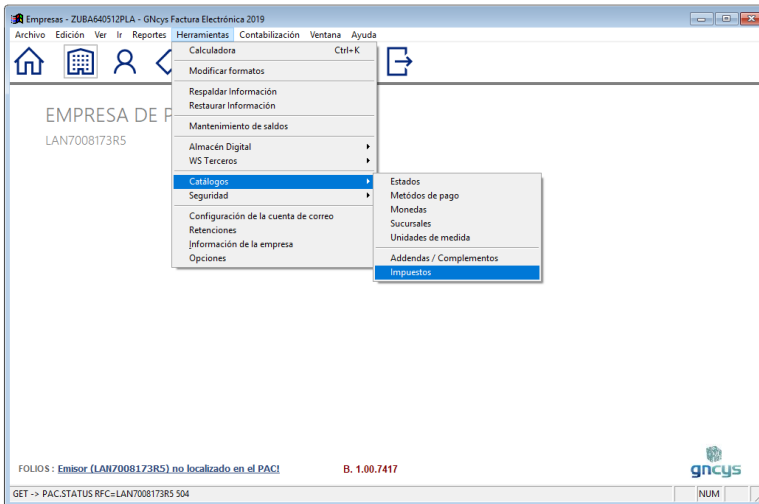 Empresas - ZUBA640512PLA - GNcys Factura Electrónica 2019
Archivo Edición Ver Ir Reportes Herramientas Contabilización Ventana Ayuda
Calculadora Ctrl+K
Modificar formatos
Respaldar Información
Restaurar Información
EMPRESA DE P
Mantenimiento de saldos
LAN7008173R5
Almacén Digital
WS Terceros
Catálogos
Estados
Seguridad
Metódos de pago
Monedas
Configuración de la cuenta de correo
Sucursales
Retenciones
Unidades de medida
Información de la empresa
Opciones
Addendas / Complementos
Impuestos
FOLIOS : Emisor (LAN7008173R5) no localizado en el PAC! B. 1.00.7417
gncys
GET -> PAC.STATUS RFC=LAN7008173R5 504 NUM